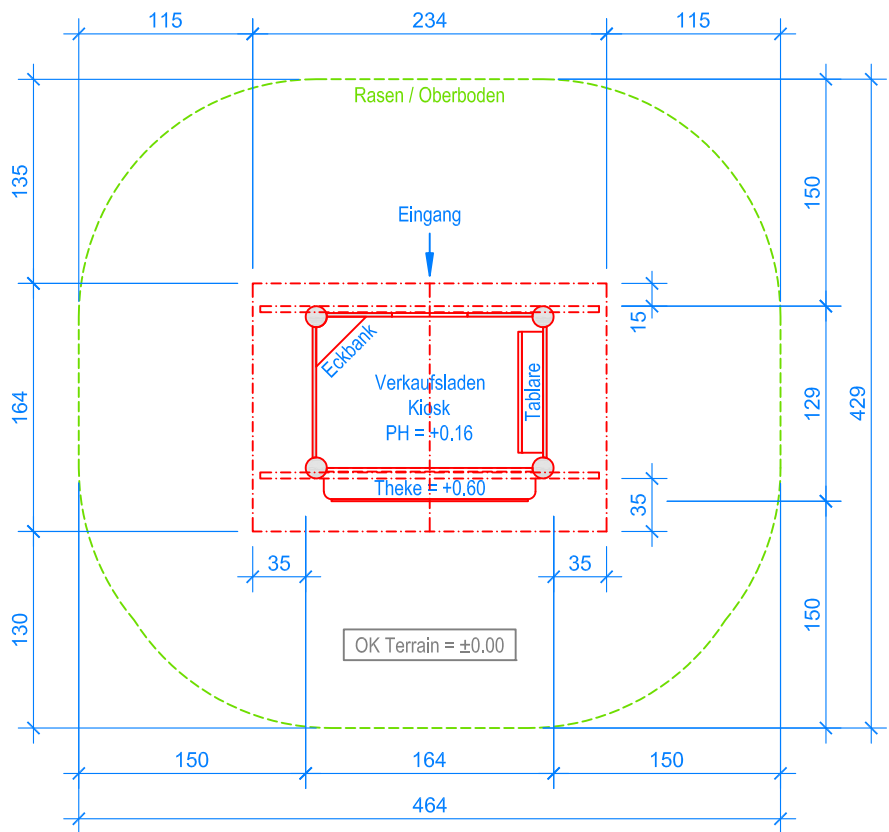 115
234
115
Rasen / Oberboden
135
150
Eingang
15
Eckbank
Verkaufsladen
Kiosk
PH = +0.16
Tablare
164
129
429
Theke = +0.60
35
35
35
130
OK Terrain = ±0.00
150
150
164
150
464